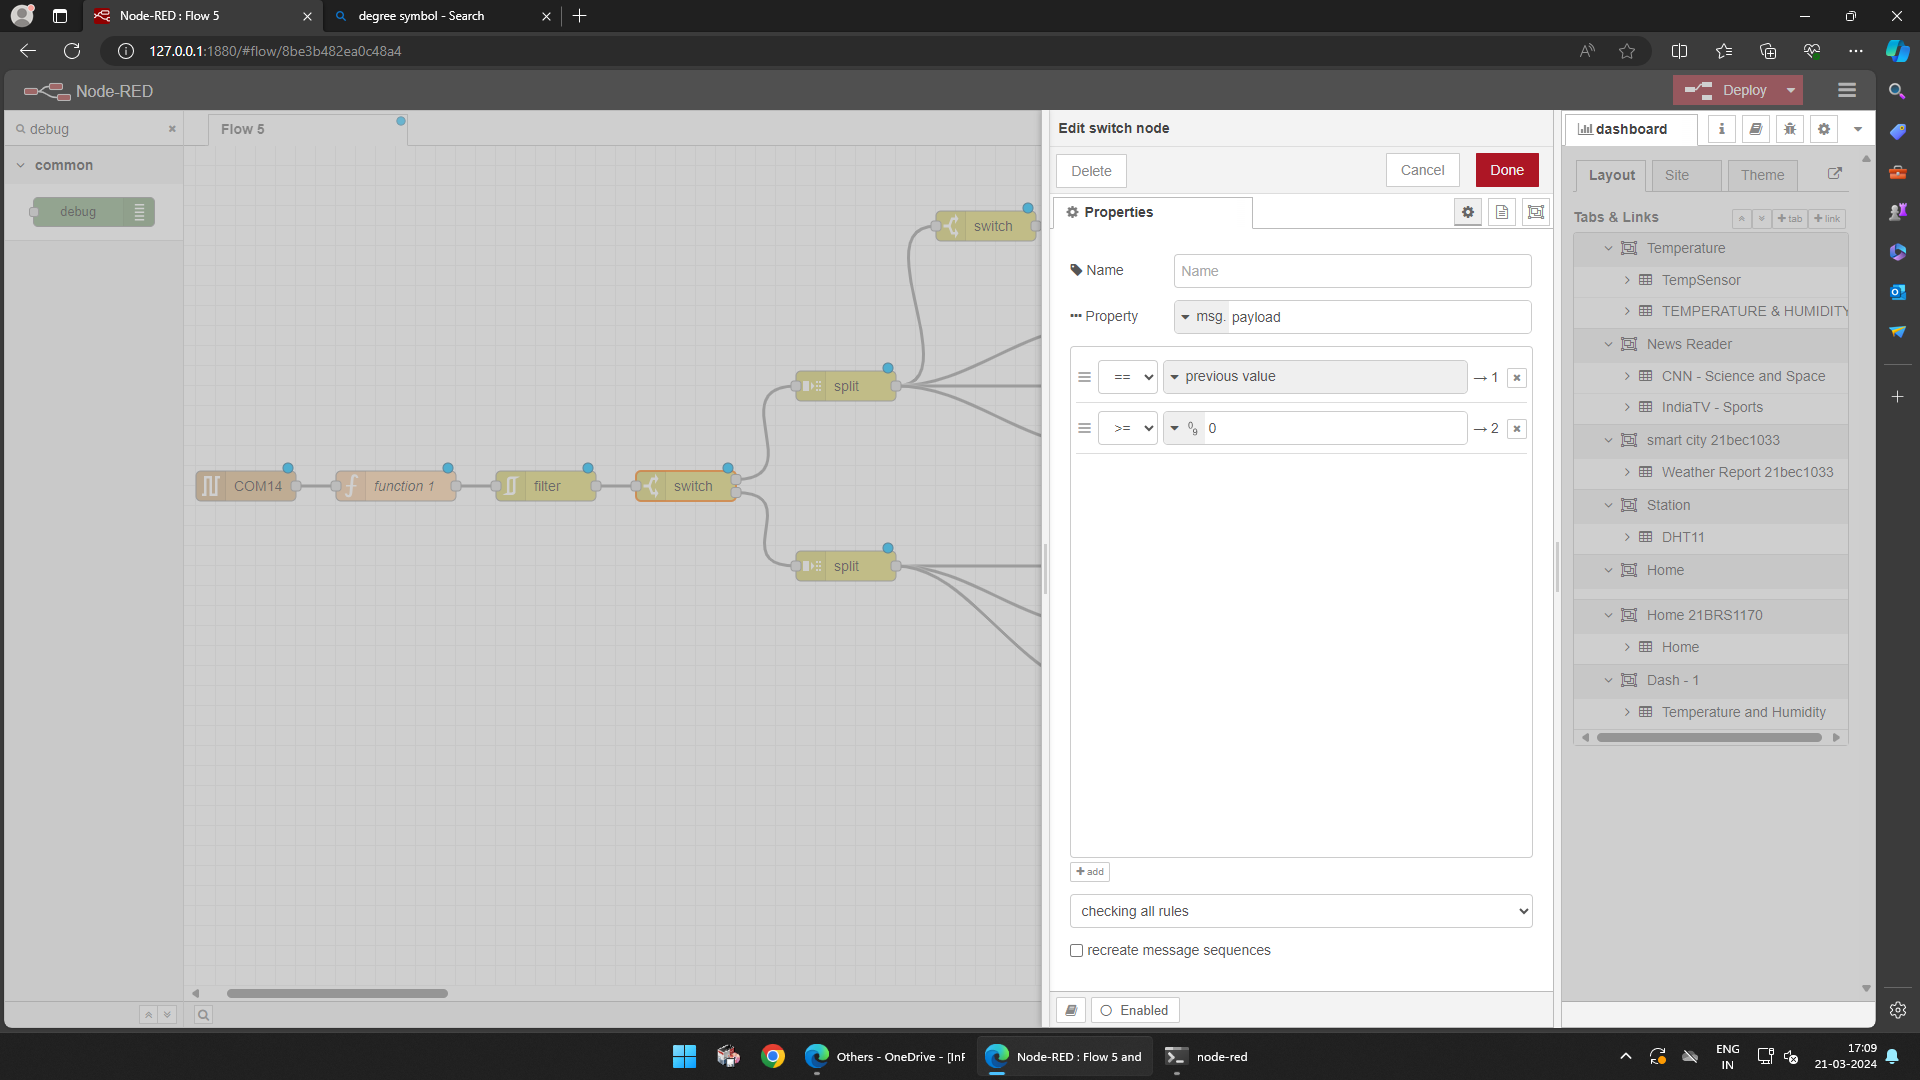 Node-RED : Flow 5
degree symbol - Search
127.0.0.1:1880/#flow/8be3b482ea0c48a4
Node-RED
Deploy
debug
common
debug
Flow 5
switch
split
COM14
function 1
filter
switch
split
Edit switch node
Delete
Cancel
Done
Properties
Name
Name
Property
msg. payload
== previous value → 1
>= 0 → 2
add
checking all rules
recreate message sequences
Enabled
dashboard
Layout
Site
Theme
Tabs & Links
tab
link
Temperature
TempSensor
TEMPERATURE & HUMIDITY
News Reader
CNN - Science and Space
IndiaTV - Sports
smart city 21bec1033
Weather Report 21bec1033
Station
DHT11
Home
Home 21BRS1170
Home
Dash - 1
Temperature and Humidity
Others - OneDrive - [InF
Node-RED : Flow 5 and
node-red
ENG
IN
17:09
21-03-2024